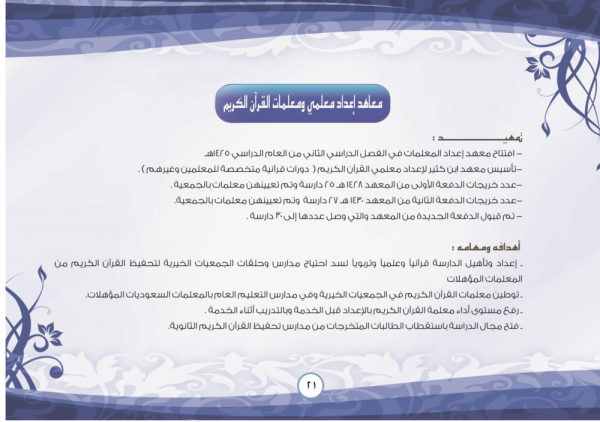 معاهد إعداد معلمي ومعلمات القرآن الكريم
تمهيـــــــد :
- افتتاح معهد إعداد المعلمات في الفصل الدراسي الثاني من العام الدراسي ١٤٢٥هـ
- تأسيس معهد ابن كثير لإعداد معلمي القرآن الكريم ( دورات قرآنية متخصصة للمعلمين وغيرهم ) .
- عدد خريجات الدفعة الأولى من المعهد ١٤٢٨ هـ ٢٥ دارسة وتم تعيينهن معلمات بالجمعية .
- عدد خريجات الدفعة الثانية من المعهد ١٤٣٠ هـ ٢٧ دارسة وتم تعيينهن معلمات بالجمعية.
- تم قبول الدفعة الجديدة من المعهد والتي وصل عددها إلى ٣٠ دارسة .
أهدافه ومهامه :
ـ إعداد وتأهيل الدارسة قرآنياً وعلمياً وتربوياً لسد احتياج مدارس وحلقات الجمعيات الخيرية لتحفيظ القرآن الكريم من
المعلمات المؤهلات
ـ توطين معلمات القرآن الكريم في الجمعيات الخيرية وفي مدارس التعليم العام بالمعلمات السعوديات المؤهلات.
ـ رفع مستوى أداء معلمة القرآن الكريم بالإعداد قبل الخدمة وبالتدريب أثناء الخدمة .
ـ فتح مجال الدراسة باستقطاب الطالبات المتخرجات من مدارس تحفيظ القرآن الكريم الثانوية.
٢١